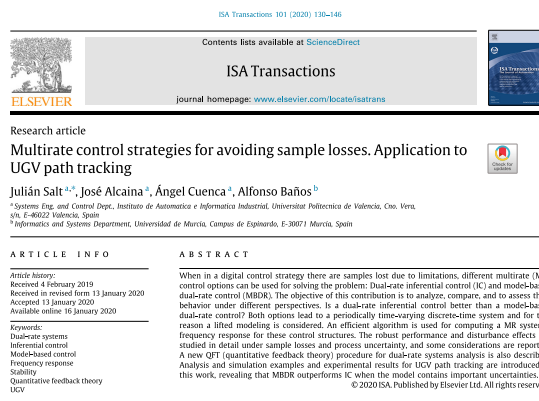 ISA Transactions 101 (2020) 130–146
Contents lists available at ScienceDirect
ISA Transactions
journal homepage: www.elsevier.com/locate/isatrans
ELSEVIER
Research article
Multirate control strategies for avoiding sample losses. Application to
UGV path tracking
Check for
updates
Julián Salt a,*, José Alcaina a, Ángel Cuenca a, Alfonso Baños b
a Systems Eng. and Control Dept., Instituto de Automatica e Informatica Industrial, Universitat Politecnica de Valencia, Cno. Vera,
s/n, E-46022 Valencia, Spain
b Informatics and Systems Department, Universidad de Murcia, Campus de Espinardo, E-30071 Murcia, Spain
ARTICLE INFO
Article history:
Received 4 February 2019
Received in revised form 13 January 2020
Accepted 13 January 2020
Available online 16 January 2020
Keywords:
Dual-rate systems
Inferential control
Model-based control
Frequency response
Stability
Quantitative feedback theory
UGV
ABSTRACT
When in a digital control strategy there are samples lost due to limitations, different multirate (M
control options can be used for solving the problem: Dual-rate inferential control (IC) and model-ba
dual-rate control (MBDR). The objective of this contribution is to analyze, compare, and to assess th
behavior under different perspectives. Is a dual-rate inferential control better than a model-bas
dual-rate control? Both options lead to a periodically time-varying discrete-time system and for t
reason a lifted modeling is considered. An efficient algorithm is used for computing a MR system
frequency response for these control structures. The robust performance and disturbance effects
studied in detail under sample losses and process uncertainty, and some considerations are report
A new QFT (quantitative feedback theory) procedure for dual-rate systems analysis is also describ
Analysis and simulation examples and experimental results for UGV path tracking are introduced
this work, revealing that MBDR outperforms IC when the model contains important uncertainties.
© 2020 ISA. Published by Elsevier Ltd. All rights reserv